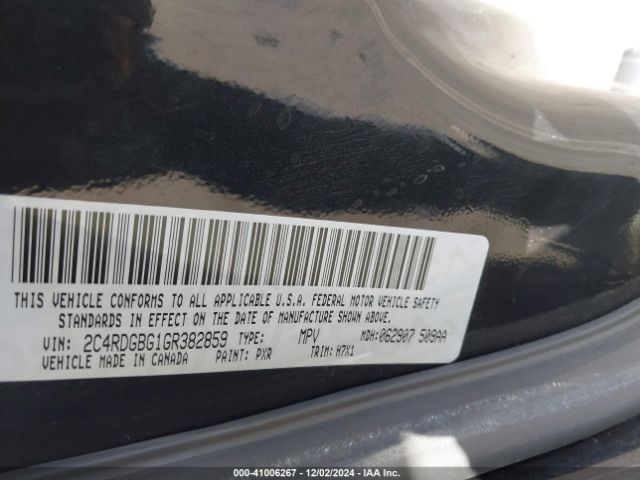 THIS VEHICLE CONFORMS TO ALL APPLICABLE U.S.A. FEDERAL MOTOR VEHICLE SAFETY
STANDARDS IN EFFECT ON THE DATE OF MANUFACTURE SHOWN ABOVE.
VIN: 2C4RDGBG1GR382859 TYPE: MPV MDH:062907 509AA
VEHICLE MADE IN CANADA PAINT: PXR TRIM: H7X1
000-41006267 - 12/02/2024 - IAA Inc.